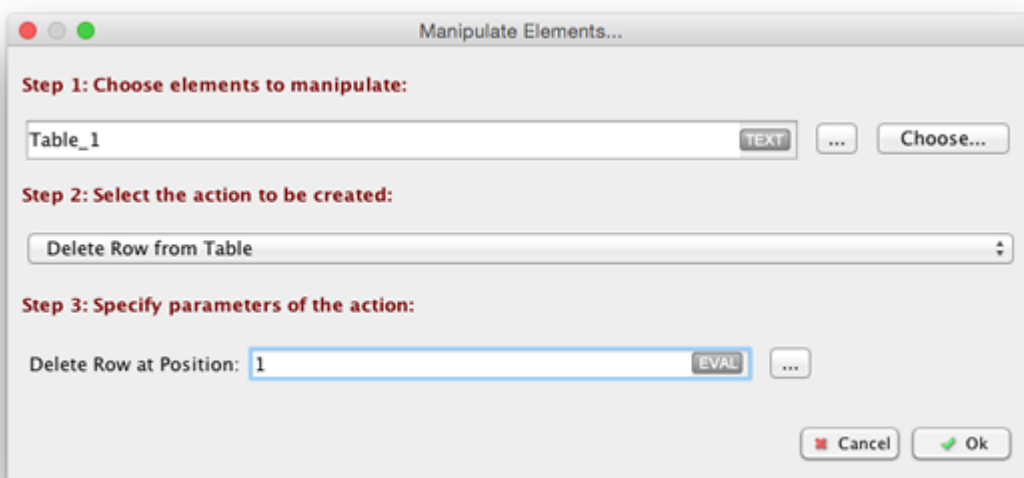 Manipulate Elements...
Step 1: Choose elements to manipulate:
Table_1 TEXT ... Choose...
Step 2: Select the action to be created:
Delete Row from Table
Step 3: Specify parameters of the action:
Delete Row at Position: 1 EVAL ...
Cancel Ok